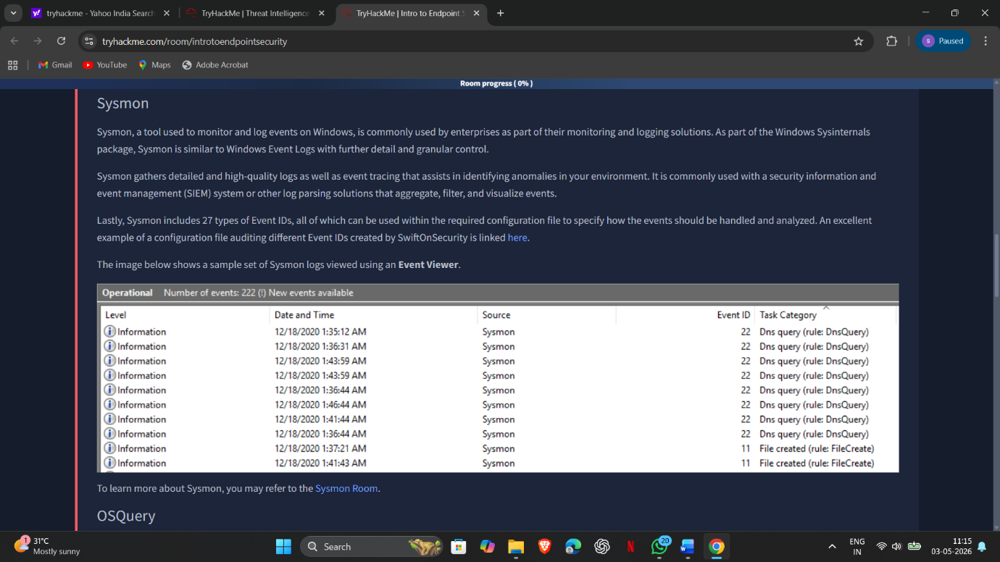 tryhackme - Yahoo India Search
TryHackMe | Threat Intelligence
TryHackMe | Intro to Endpoint S
tryhackme.com/room/introtoendpointsecurity
S Paused
Gmail YouTube Maps Adobe Acrobat
Room progress ( 0% )
Sysmon
Sysmon, a tool used to monitor and log events on Windows, is commonly used by enterprises as part of their monitoring and logging solutions. As part of the Windows Sysinternals
package, Sysmon is similar to Windows Event Logs with further detail and granular control.
Sysmon gathers detailed and high-quality logs as well as event tracing that assists in identifying anomalies in your environment. It is commonly used with a security information and
event management (SIEM) system or other log parsing solutions that aggregate, filter, and visualize events.
Lastly, Sysmon includes 27 types of Event IDs, all of which can be used within the required configuration file to specify how the events should be handled and analyzed. An excellent
example of a configuration file auditing different Event IDs created by SwiftOnSecurity is linked here.
The image below shows a sample set of Sysmon logs viewed using an Event Viewer.
Operational Number of events: 222 (!) New events available
Level Date and Time Source Event ID Task Category
Information 12/18/2020 1:35:12 AM Sysmon 22 Dns query (rule: DnsQuery)
Information 12/18/2020 1:36:31 AM Sysmon 22 Dns query (rule: DnsQuery)
Information 12/18/2020 1:43:59 AM Sysmon 22 Dns query (rule: DnsQuery)
Information 12/18/2020 1:43:59 AM Sysmon 22 Dns query (rule: DnsQuery)
Information 12/18/2020 1:36:44 AM Sysmon 22 Dns query (rule: DnsQuery)
Information 12/18/2020 1:46:44 AM Sysmon 22 Dns query (rule: DnsQuery)
Information 12/18/2020 1:41:44 AM Sysmon 22 Dns query (rule: DnsQuery)
Information 12/18/2020 1:36:44 AM Sysmon 22 Dns query (rule: DnsQuery)
Information 12/18/2020 1:37:21 AM Sysmon 11 File created (rule: FileCreate)
Information 12/18/2020 1:41:43 AM Sysmon 11 File created (rule: FileCreate)
To learn more about Sysmon, you may refer to the Sysmon Room.
OSQuery
1 31°C
Mostly sunny
Search
20
ENG
IN
11:15
03-05-2026